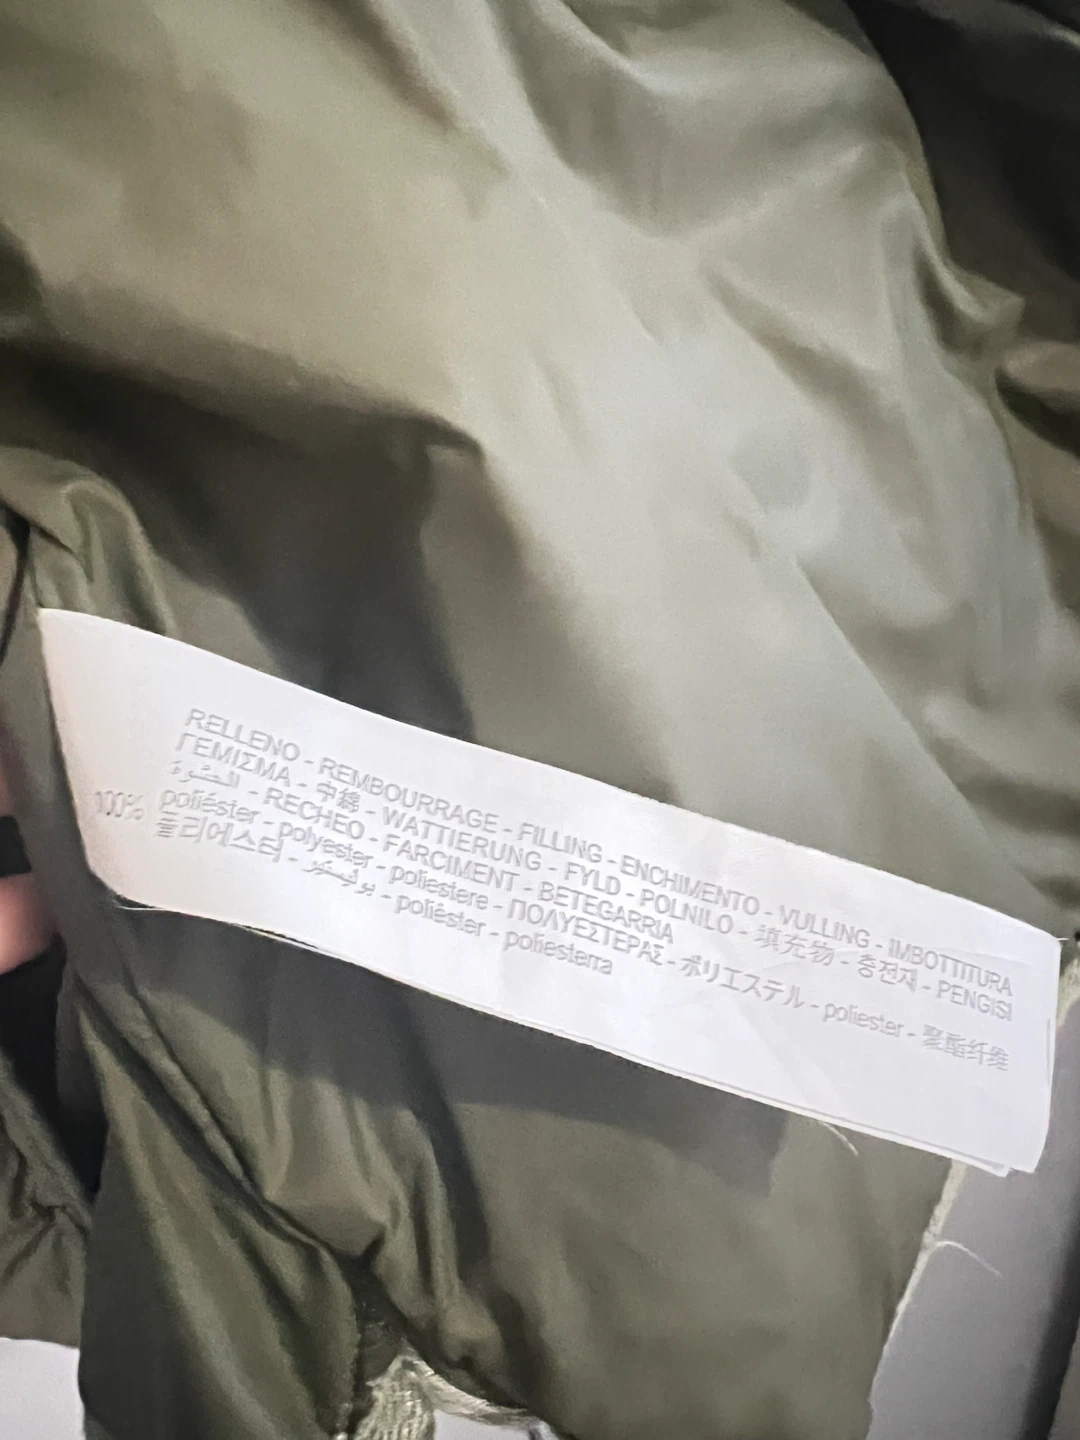 RELLENO - REMBOURRAGE - FILLING - ENCHIMENTO - VULLING - IMBOTTITURA
ΓΕΜΙΣΜΑ - 中綿 - WATTIERUNG - FYLD - POLNILO - 填充物 - 충전재 - PENGISI
الحشوة - RECHEO - FARCIMENT - BETEGARRIA
100% poliéster - polyester - poliestere - ΠΟΛΥΕΣΤΕΡΑΣ - ポリエステル - poliester - 聚酯纤维
폴리에스터 - بوليستير - polièster - poliesterra